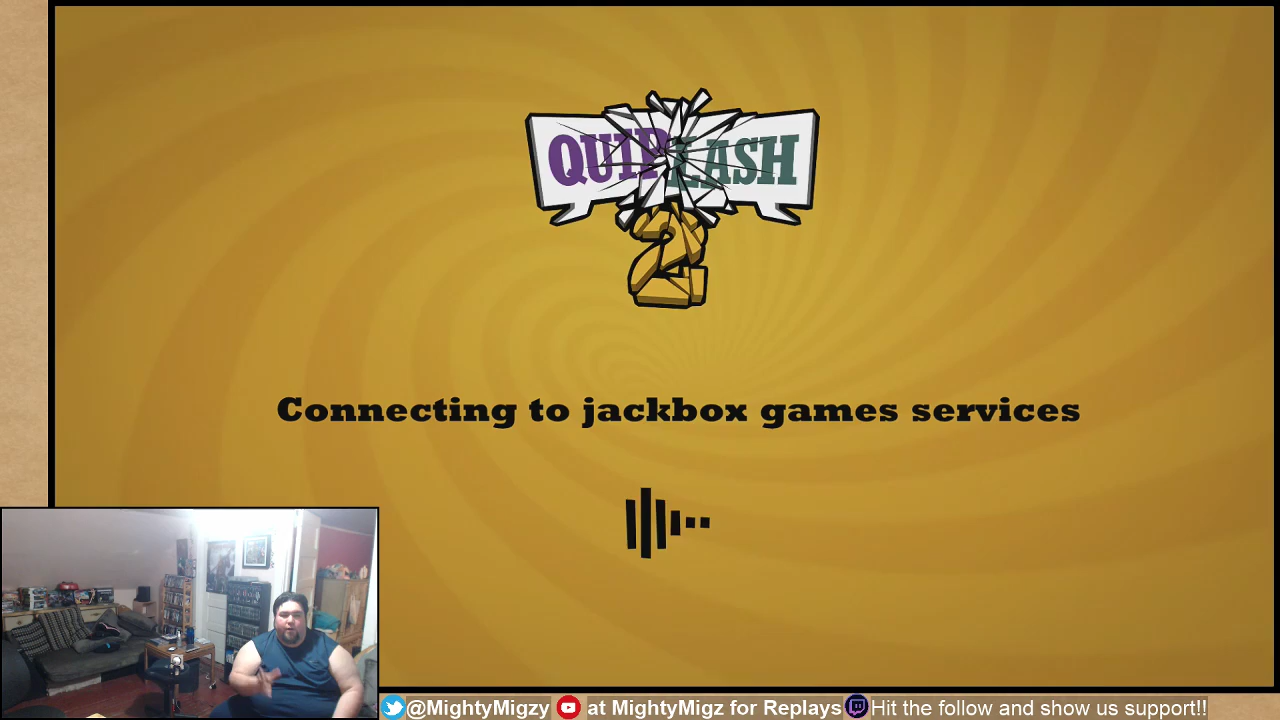 QUIPLASH
2
Connecting to jackbox games services
@MightyMigzy at MightyMigz for Replays Hit the follow and show us support!!